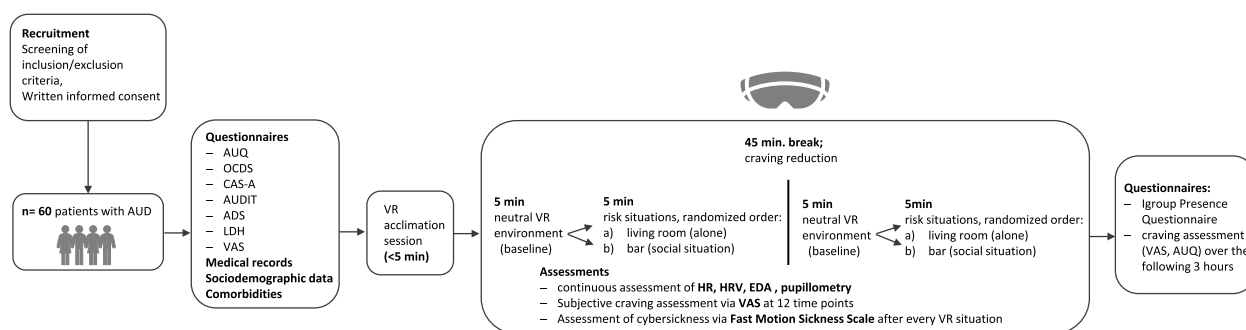 Recruitment
Screening of
inclusion/exclusion
criteria,
Written informed consent
n= 60 patients with AUD
Questionnaires
– AUQ
– OCDS
– CAS-A
– AUDIT
– ADS
– LDH
– VAS
Medical records
Sociodemographic data
Comorbidities
VR
acclimation
session
(<5 min)
45 min. break;
craving reduction
5 min
neutral VR
environment
(baseline)
5 min
risk situations, randomized order:
a) living room (alone)
b) bar (social situation)
5 min
neutral VR
environment
(baseline)
5min
risk situations, randomized order:
a) living room (alone)
b) bar (social situation)
Assessments
– continuous assessment of HR, HRV, EDA , pupillometry
– Subjective craving assessment via VAS at 12 time points
– Assessment of cybersickness via Fast Motion Sickness Scale after every VR situation
Questionnaires:
– Igroup Presence
Questionnaire
– craving assessment
(VAS, AUQ) over the
following 3 hours